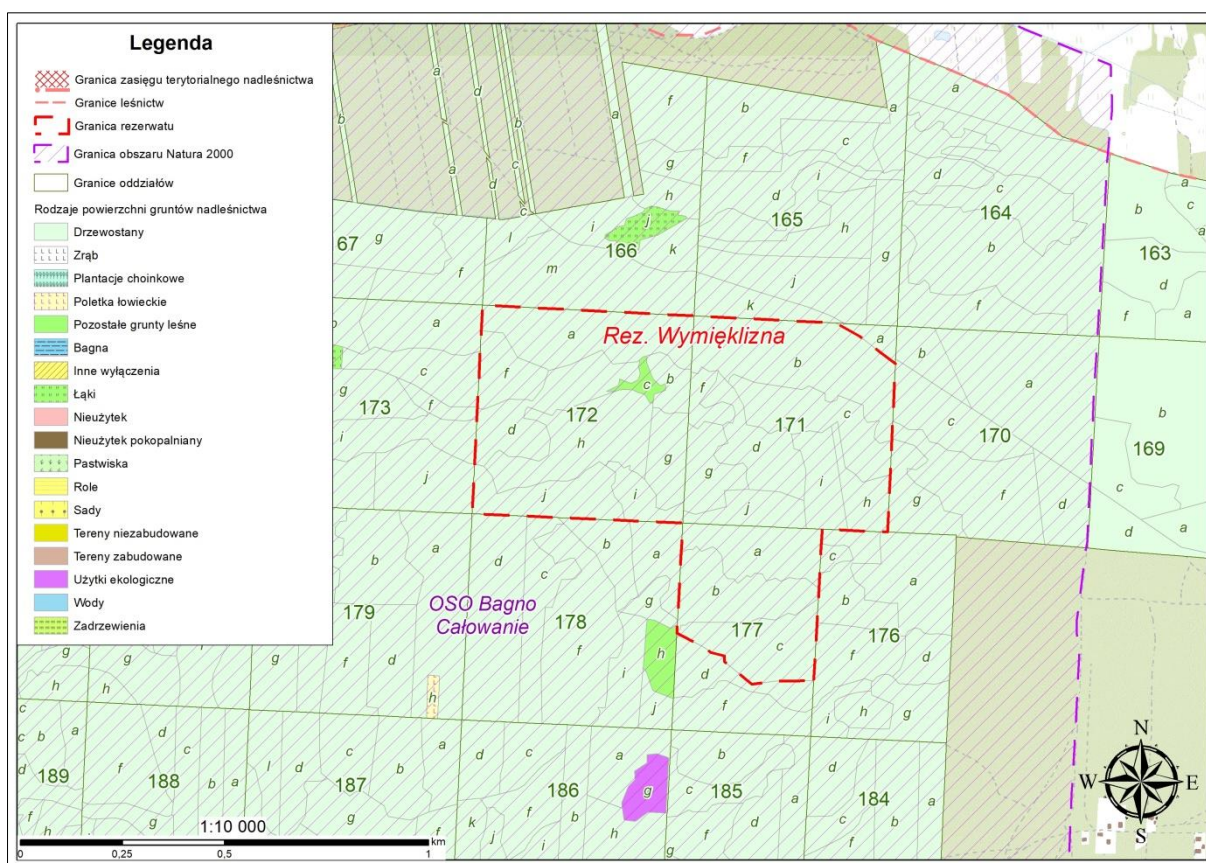 Legenda
Granica zasięgu terytorialnego nadleśnictwa
Granice leśnictw
Granica rezerwatu
Granica obszaru Natura 2000
Granice oddziałów
Rodzaje powierzchni gruntów nadleśnictwa
Drzewostany
Zrąb
Plantacje choinkowe
Poletka łowieckie
Pozostałe grunty leśne
Bagna
Inne wyłączenia
Łąki
Nieużytek
Nieużytek pokopalniany
Pastwiska
Role
Sady
Tereny niezabudowane
Tereny zabudowane
Użytki ekologiczne
Wody
Zadrzewienia
a
d
b
a
a
d
c
b
a
d
c
f
b
a
a
g
f
c
h
i
d
c
j
165
164
b
c
a
67
g
l
i
166
k
h
b
163
f
m
j
g
d
k
f
f
a
Rez. Wymięklizna
b
a
a
a
b
a
c
f
c
b
f
b
b
g
173
f
172
171
c
c
170
169
i
d
h
d
g
g
c
j
j
i
j
i
h
g
f
d
d
a
a
d
c
b
a
a
c
b
a
OSO Bagno
Całowanie
g
b
179
178
177
176
g
g
g
f
d
h
c
f
d
h
h
h
i
d
f
j
i
h
g
c
b
a
d
c
c
b
a
d
c
a
b
d
d
189
f
188
b
a
l
d
187
b
186
g
c
185
a
184
a
f
h
g
f
g
f
k
f
b
h
f
d
c
b
j
i
g
1:10 000
0
0,25
0,5
1
km
N
W
E
S